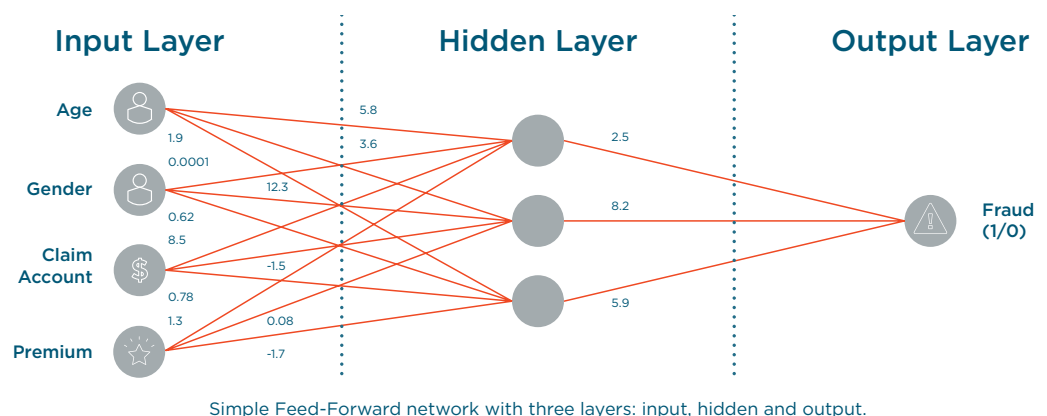 Input Layer
Hidden Layer
Output Layer
Age
5.8
1.9
3.6
2.5
0.0001
Gender
12.3
0.62
8.2
Fraud
(1/0)
8.5
Claim
Account
$
-1.5
0.78
5.9
1.3
0.08
Premium
-1.7
Simple Feed-Forward network with three layers: input, hidden and output.